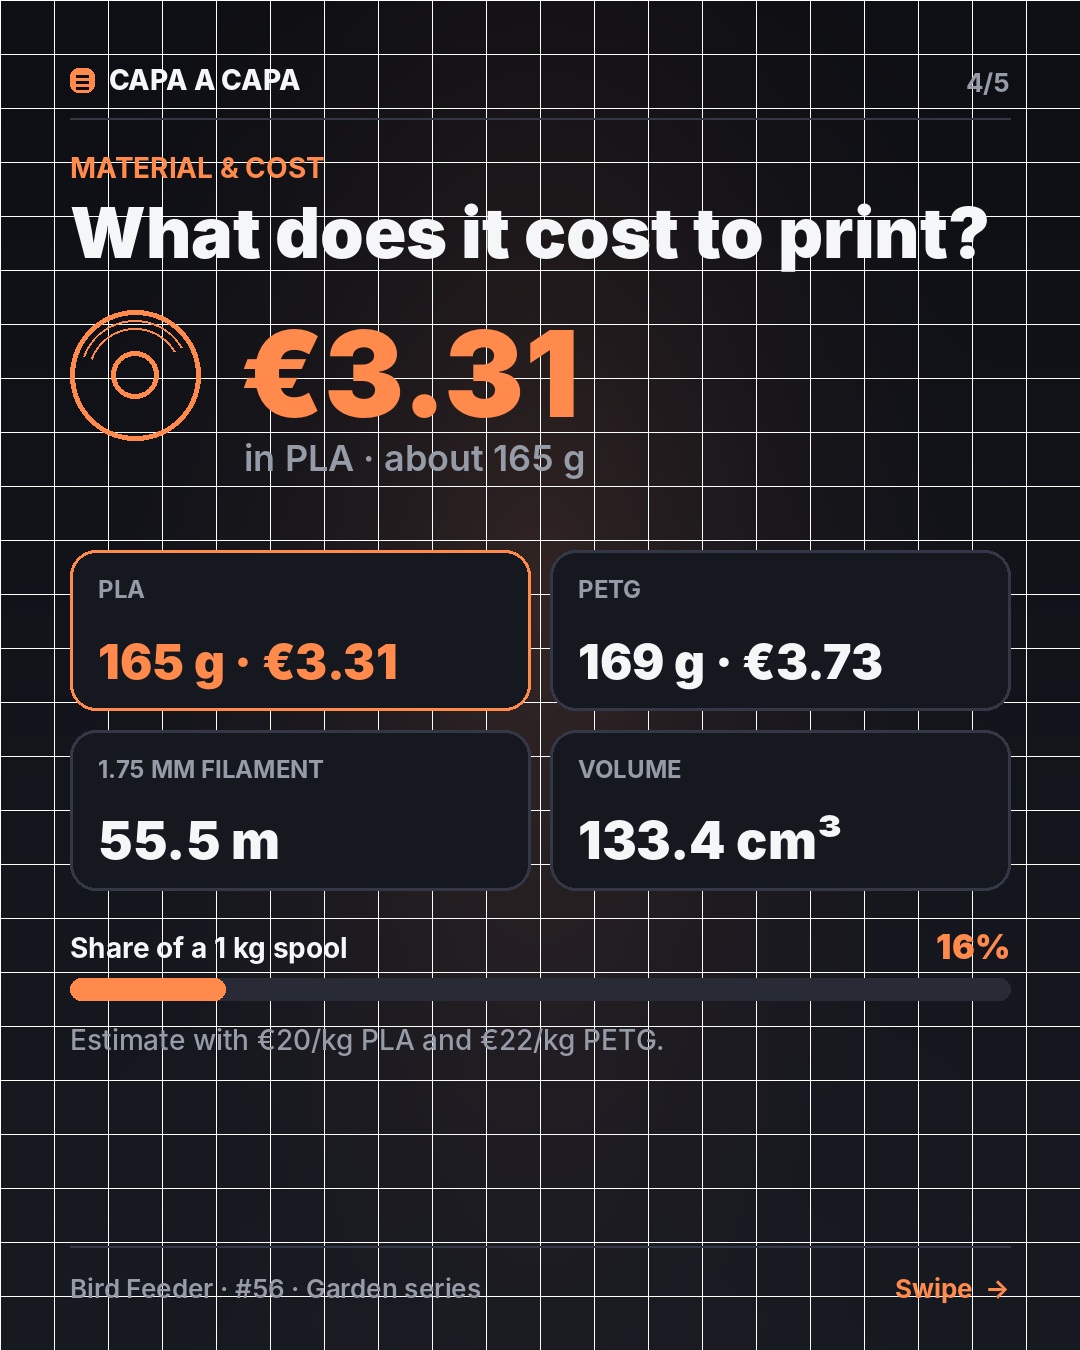 CAPA A CAPA
4/5
MATERIAL & COST
What does it cost to print?
€3.31
in PLA · about 165 g
PLA
165 g · €3.31
PETG
169 g · €3.73
1.75 MM FILAMENT
55.5 m
VOLUME
133.4 cm³
Share of a 1 kg spool
16%
Estimate with €20/kg PLA and €22/kg PETG.
Bird Feeder · #56 · Garden series
Swipe →